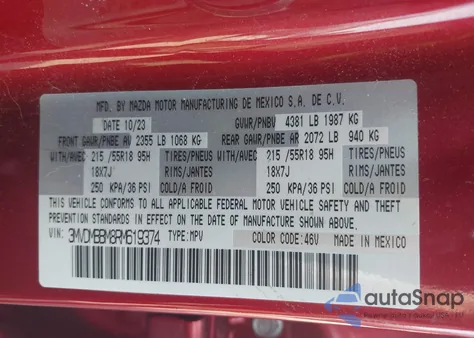 MFD. BY MAZDA MOTOR MANUFACTURING DE MEXICO S.A. DE C.V.
DATE 10/23 GVWR/PNBV 4381 LB 1987 KG
FRONT GAWR/PNBE AV 2355 LB 1068 KG REAR GAWR/PNBE AR 2072 LB 940 KG
WITH/AVEC 215 /55R18 95H TIRES/PNEUS WITH/AVEC 215 /55R18 95H TIRES/PNEUS
18X7J RIMS/JANTES 18X7J RIMS/JANTES
250 KPA/36 PSI COLD/A FROID 250 KPA/36 PSI COLD/A FROID
THIS VEHICLE CONFORMS TO ALL APPLICABLE FEDERAL MOTOR VEHICLE SAFETY AND THEFT
PREVENTION STANDARDS IN EFFECT ON THE DATE OF MANUFACTURE SHOWN ABOVE.
VIN: 3MVDMBBM8RM619374 TYPE:MPV COLOR CODE:46V MADE IN MEXICO
autoSnap